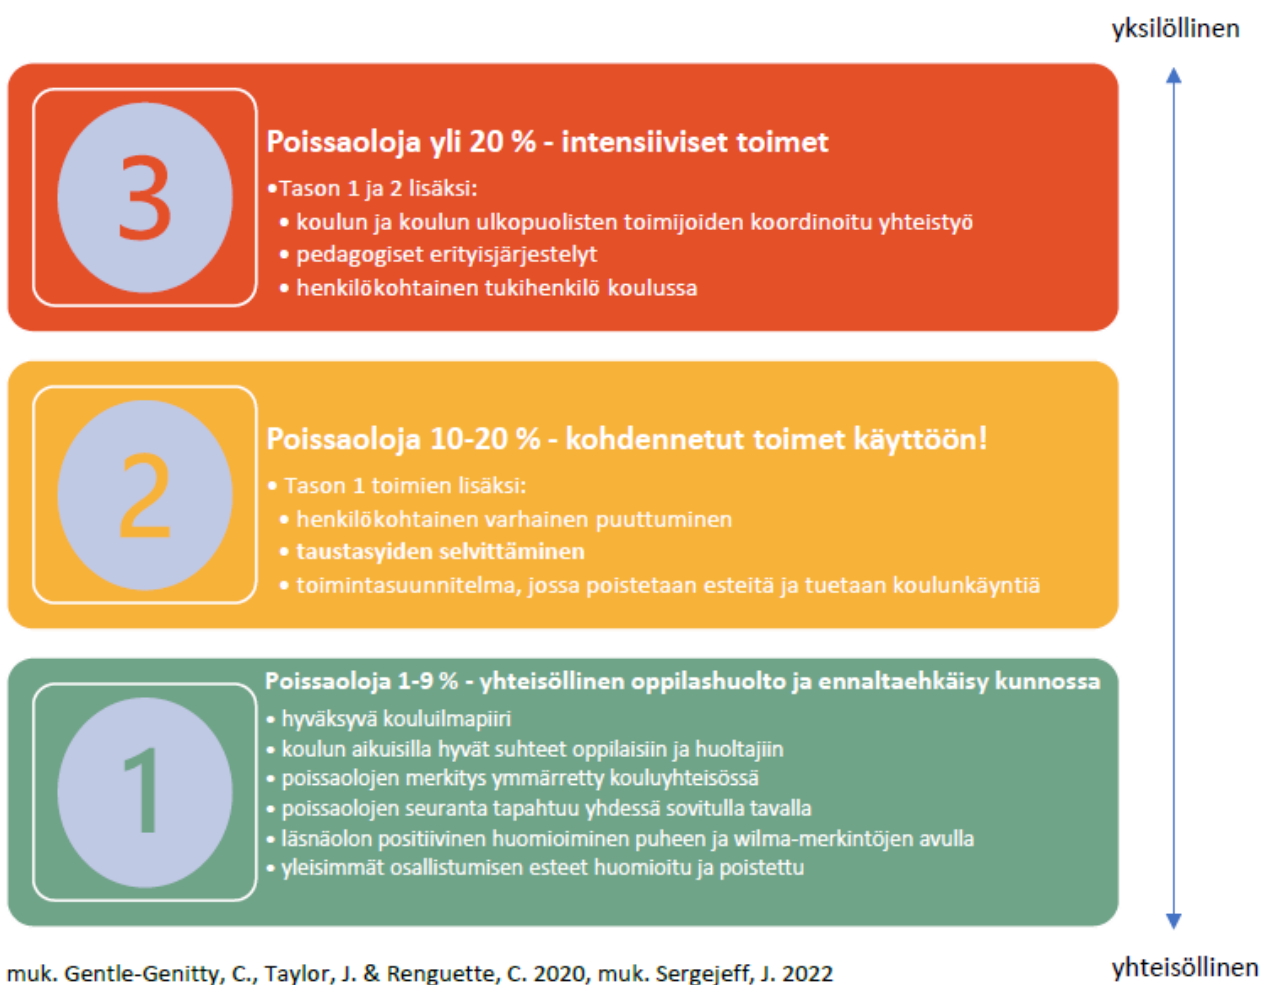 yksilöllinen
3
Poissaoloja yli 20 % - intensiiviset toimet
•Tason 1 ja 2 lisäksi:
• koulun ja koulun ulkopuolisten toimijoiden koordinoitu yhteistyö
• pedagogiset erityisjärjestelyt
• henkilökohtainen tukihenkilö koulussa
2
Poissaoloja 10-20 % - kohdennetut toimet käyttöön!
• Tason 1 toimien lisäksi:
• henkilökohtainen varhainen puuttuminen
• taustasyiden selvittäminen
• toimintasuunnitelma, jossa poistetaan esteitä ja tuetaan koulunkäyntiä
1
Poissaoloja 1-9 % - yhteisöllinen oppilashuolto ja ennaltaehkäisy kunnossa
• hyväksyvä kouluilmapiiri
• koulun aikuisilla hyvät suhteet oppilaisiin ja huoltajiin
• poissaolojen merkitys ymmärretty kouluyhteisössä
• poissaolojen seuranta tapahtuu yhdessä sovitulla tavalla
• läsnäolon positiivinen huomioiminen puheen ja wilma-merkintöjen avulla
• yleisimmät osallistumisen esteet huomioitu ja poistettu
yhteisöllinen
muk. Gentle-Genitty, C., Taylor, J. & Renguette, C. 2020, muk. Sergejeff, J. 2022